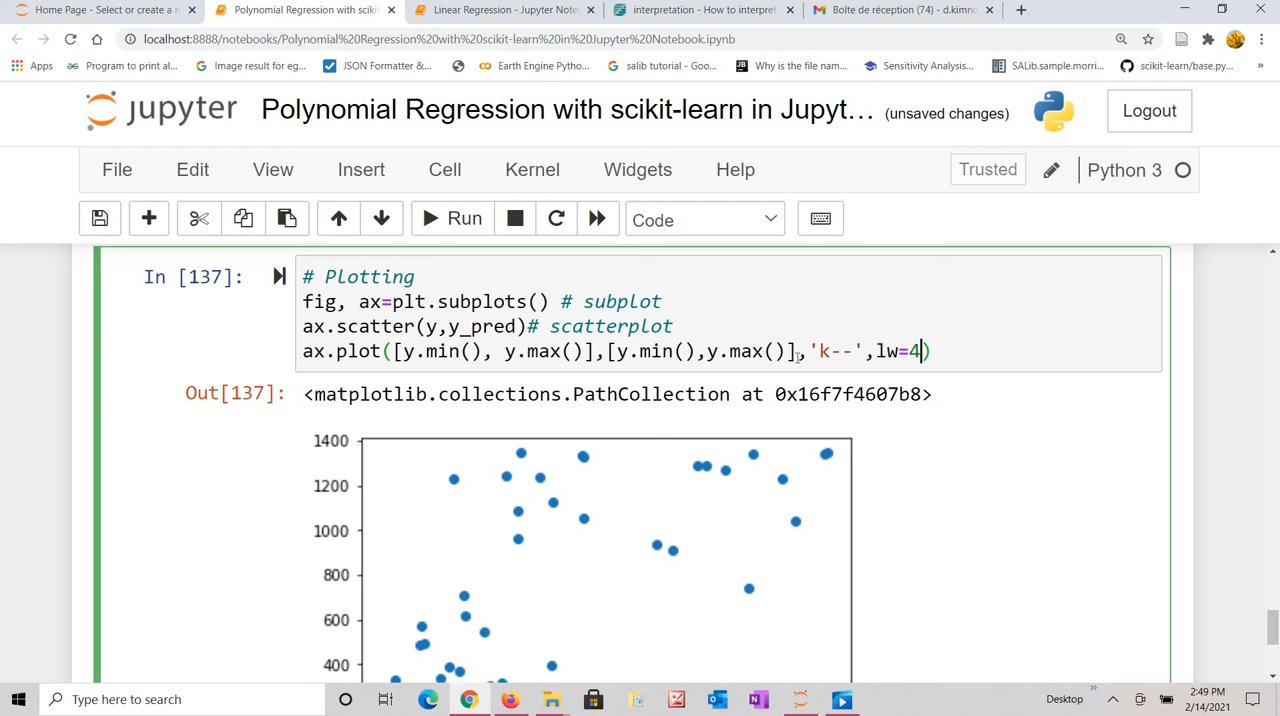 Home Page - Select or create a n
Polynomial Regression with scikit
Linear Regression - Jupyter Note
interpretation - How to interpret
Boîte de réception (74) - d.kimnd
localhost:8888/notebooks/Polynomial%20Regression%20with%20scikit-learn%20in%20Jupyter%20Notebook.ipynb
Apps
Program to print al...
Image result for eg...
JSON Formatter &...
Earth Engine Pytho...
salib tutorial - Goo...
Why is the file nam...
Sensitivity Analysis...
SALib.sample.morri...
scikit-learn/base.py...
»
jupyter Polynomial Regression with scikit-learn in Jupyt... (unsaved changes)
Logout
File Edit View Insert Cell Kernel Widgets Help
Trusted
Python 3
Run
Code
In [137]:
# Plotting
fig, ax=plt.subplots() # subplot
ax.scatter(y,y_pred)# scatterplot
ax.plot([y.min(), y.max()],[y.min(),y.max()],'k--',lw=4)
Out[137]: <matplotlib.collections.PathCollection at 0x16f7f4607b8>
1400
1200
1000
800
600
400
Type here to search
Desktop
»
2:49 PM
2/14/2021